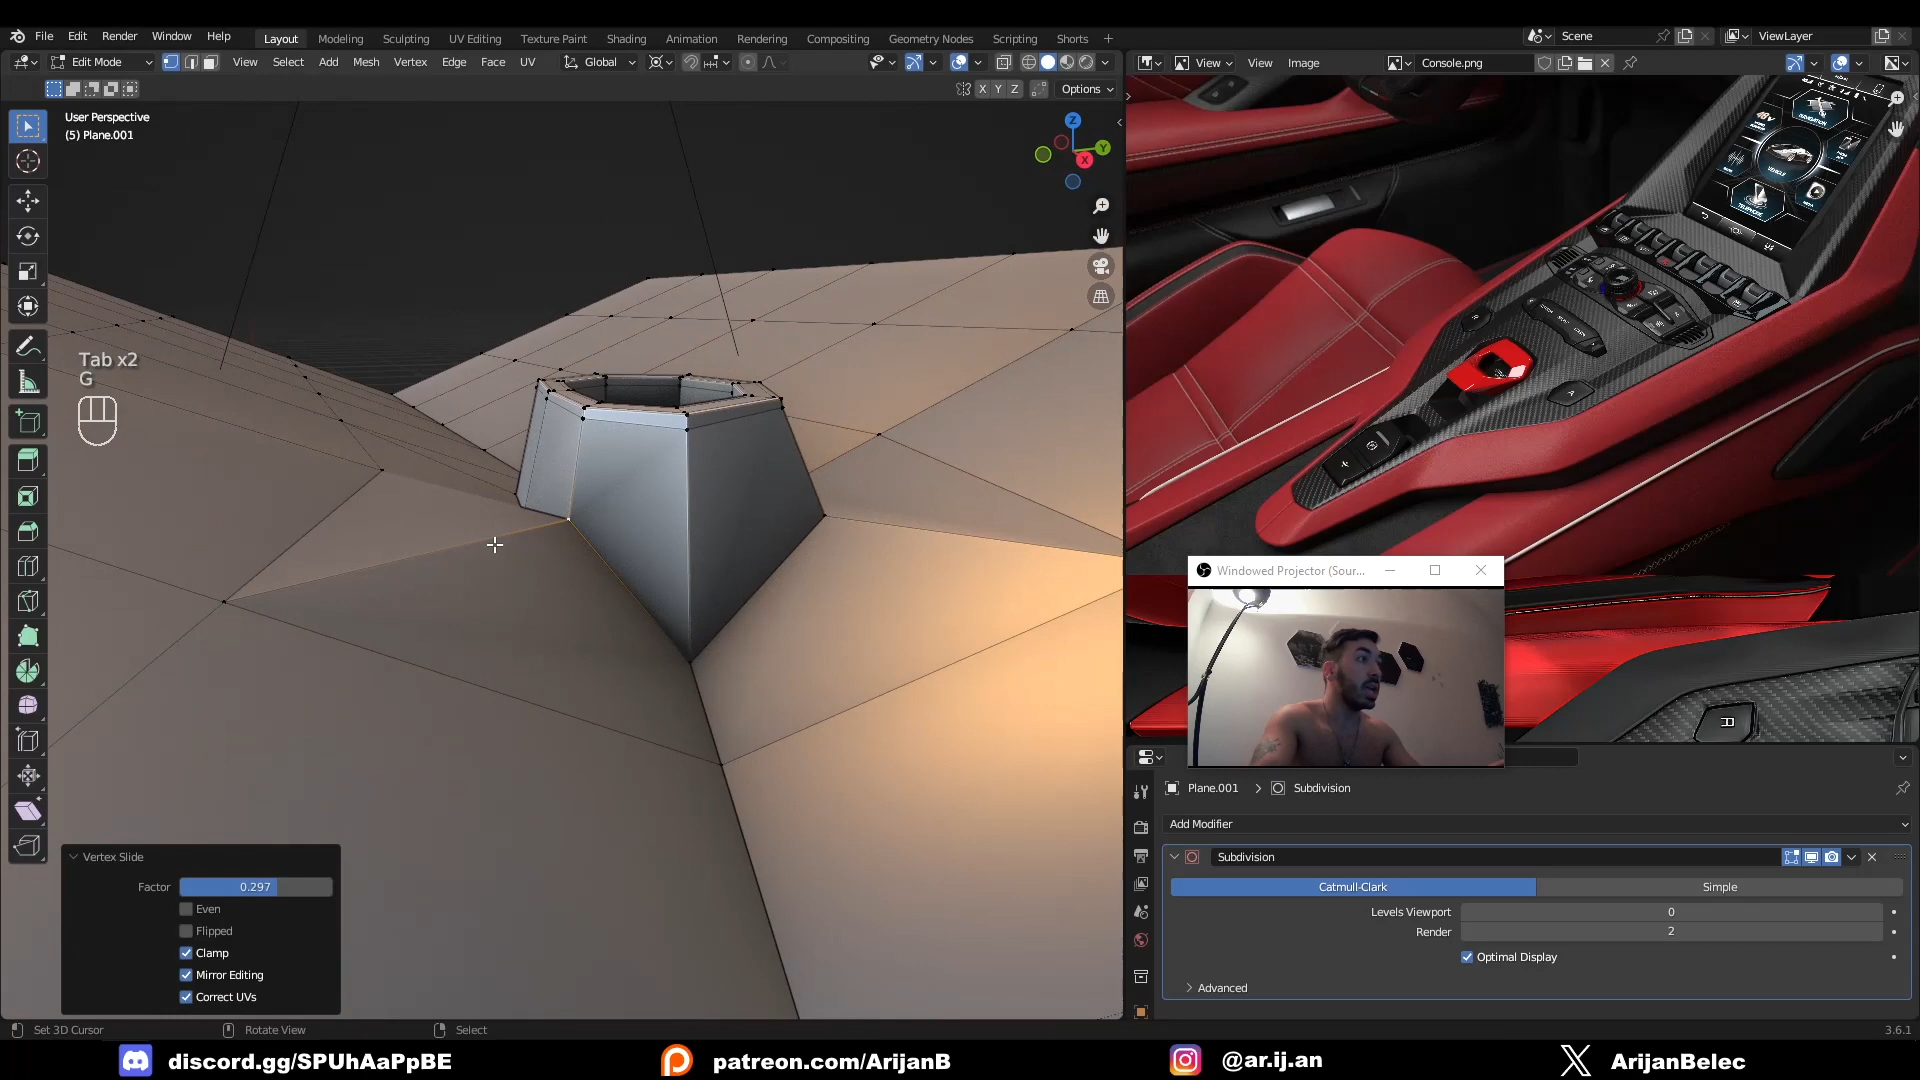 File Edit Render Window Help Layout Modeling Sculpting UV Editing Texture Paint Shading Animation Rendering Compositing Geometry Nodes Scripting Shorts + Scene ViewLayer
Edit Mode View Select Add Mesh Vertex Edge Face UV Global View View Image Console.png
X Y Z Options
User Perspective
(5) Plane.001
Z
Y
X
Tab x2
G
NAVIGATION
VEHICLE
TELEPHONE
R
A
Windowed Projector (Sour...
Plane.001 > Subdivision
Add Modifier
Subdivision
Catmull-Clark Simple
Levels Viewport 0
Render 2
Optimal Display
Advanced
Vertex Slide
Factor 0.297
Even
Flipped
Clamp
Mirror Editing
Correct UVs
Set 3D Cursor Rotate View Select 3.6.1
discord.gg/SPUhAaPpBE patreon.com/ArijanB @ar.ij.an ArijanBelec